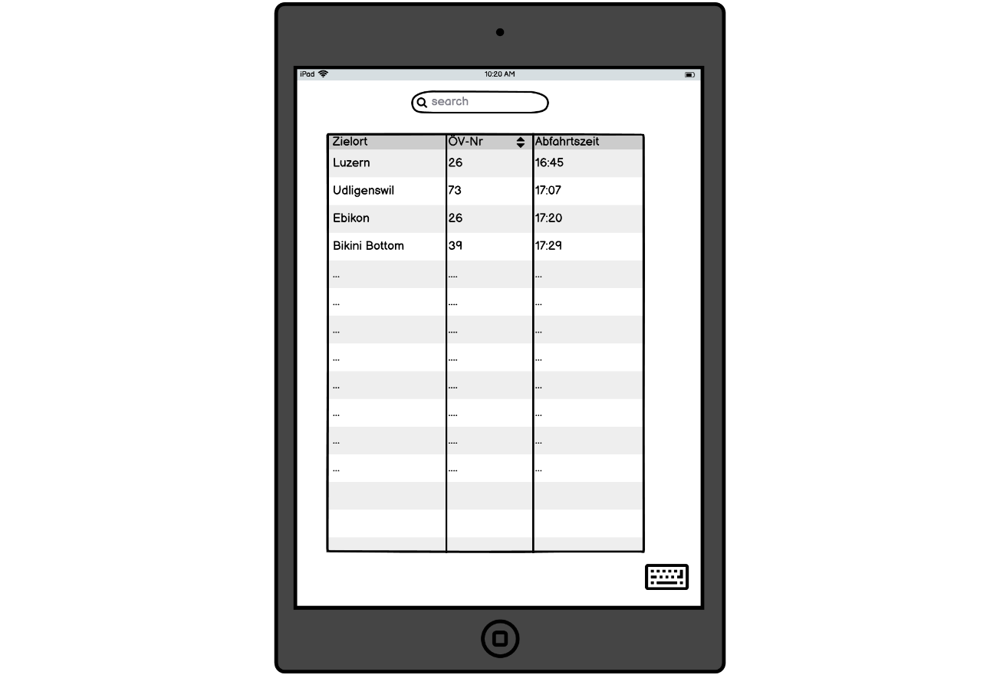 iPad 10:20 AM
search
Zielort ÖV-Nr Abfahrtszeit
Luzern 26 16:45
Udligenswil 73 17:07
Ebikon 26 17:20
Bikini Bottom 39 17:29
... .... ...
... .... ...
... .... ...
... .... ...
... .... ...
... .... ...
... .... ...
... .... ...